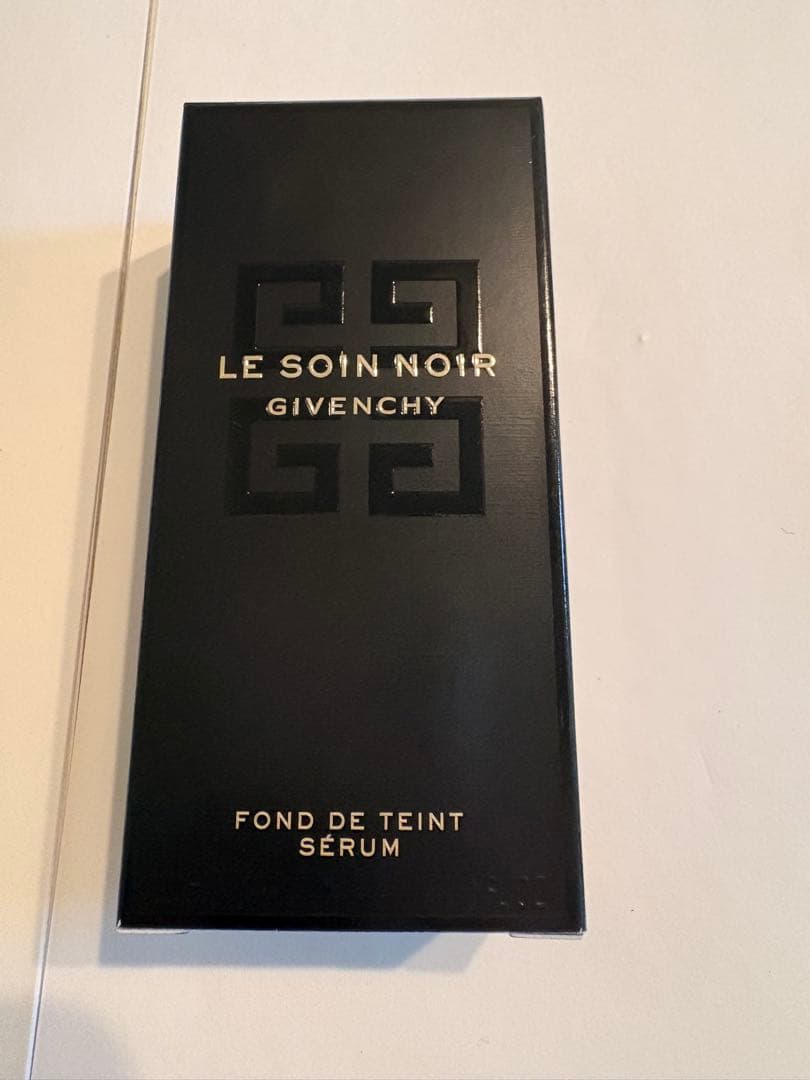 LE SOIN NOIR
GIVENCHY
FOND DE TEINT
SÉRUM